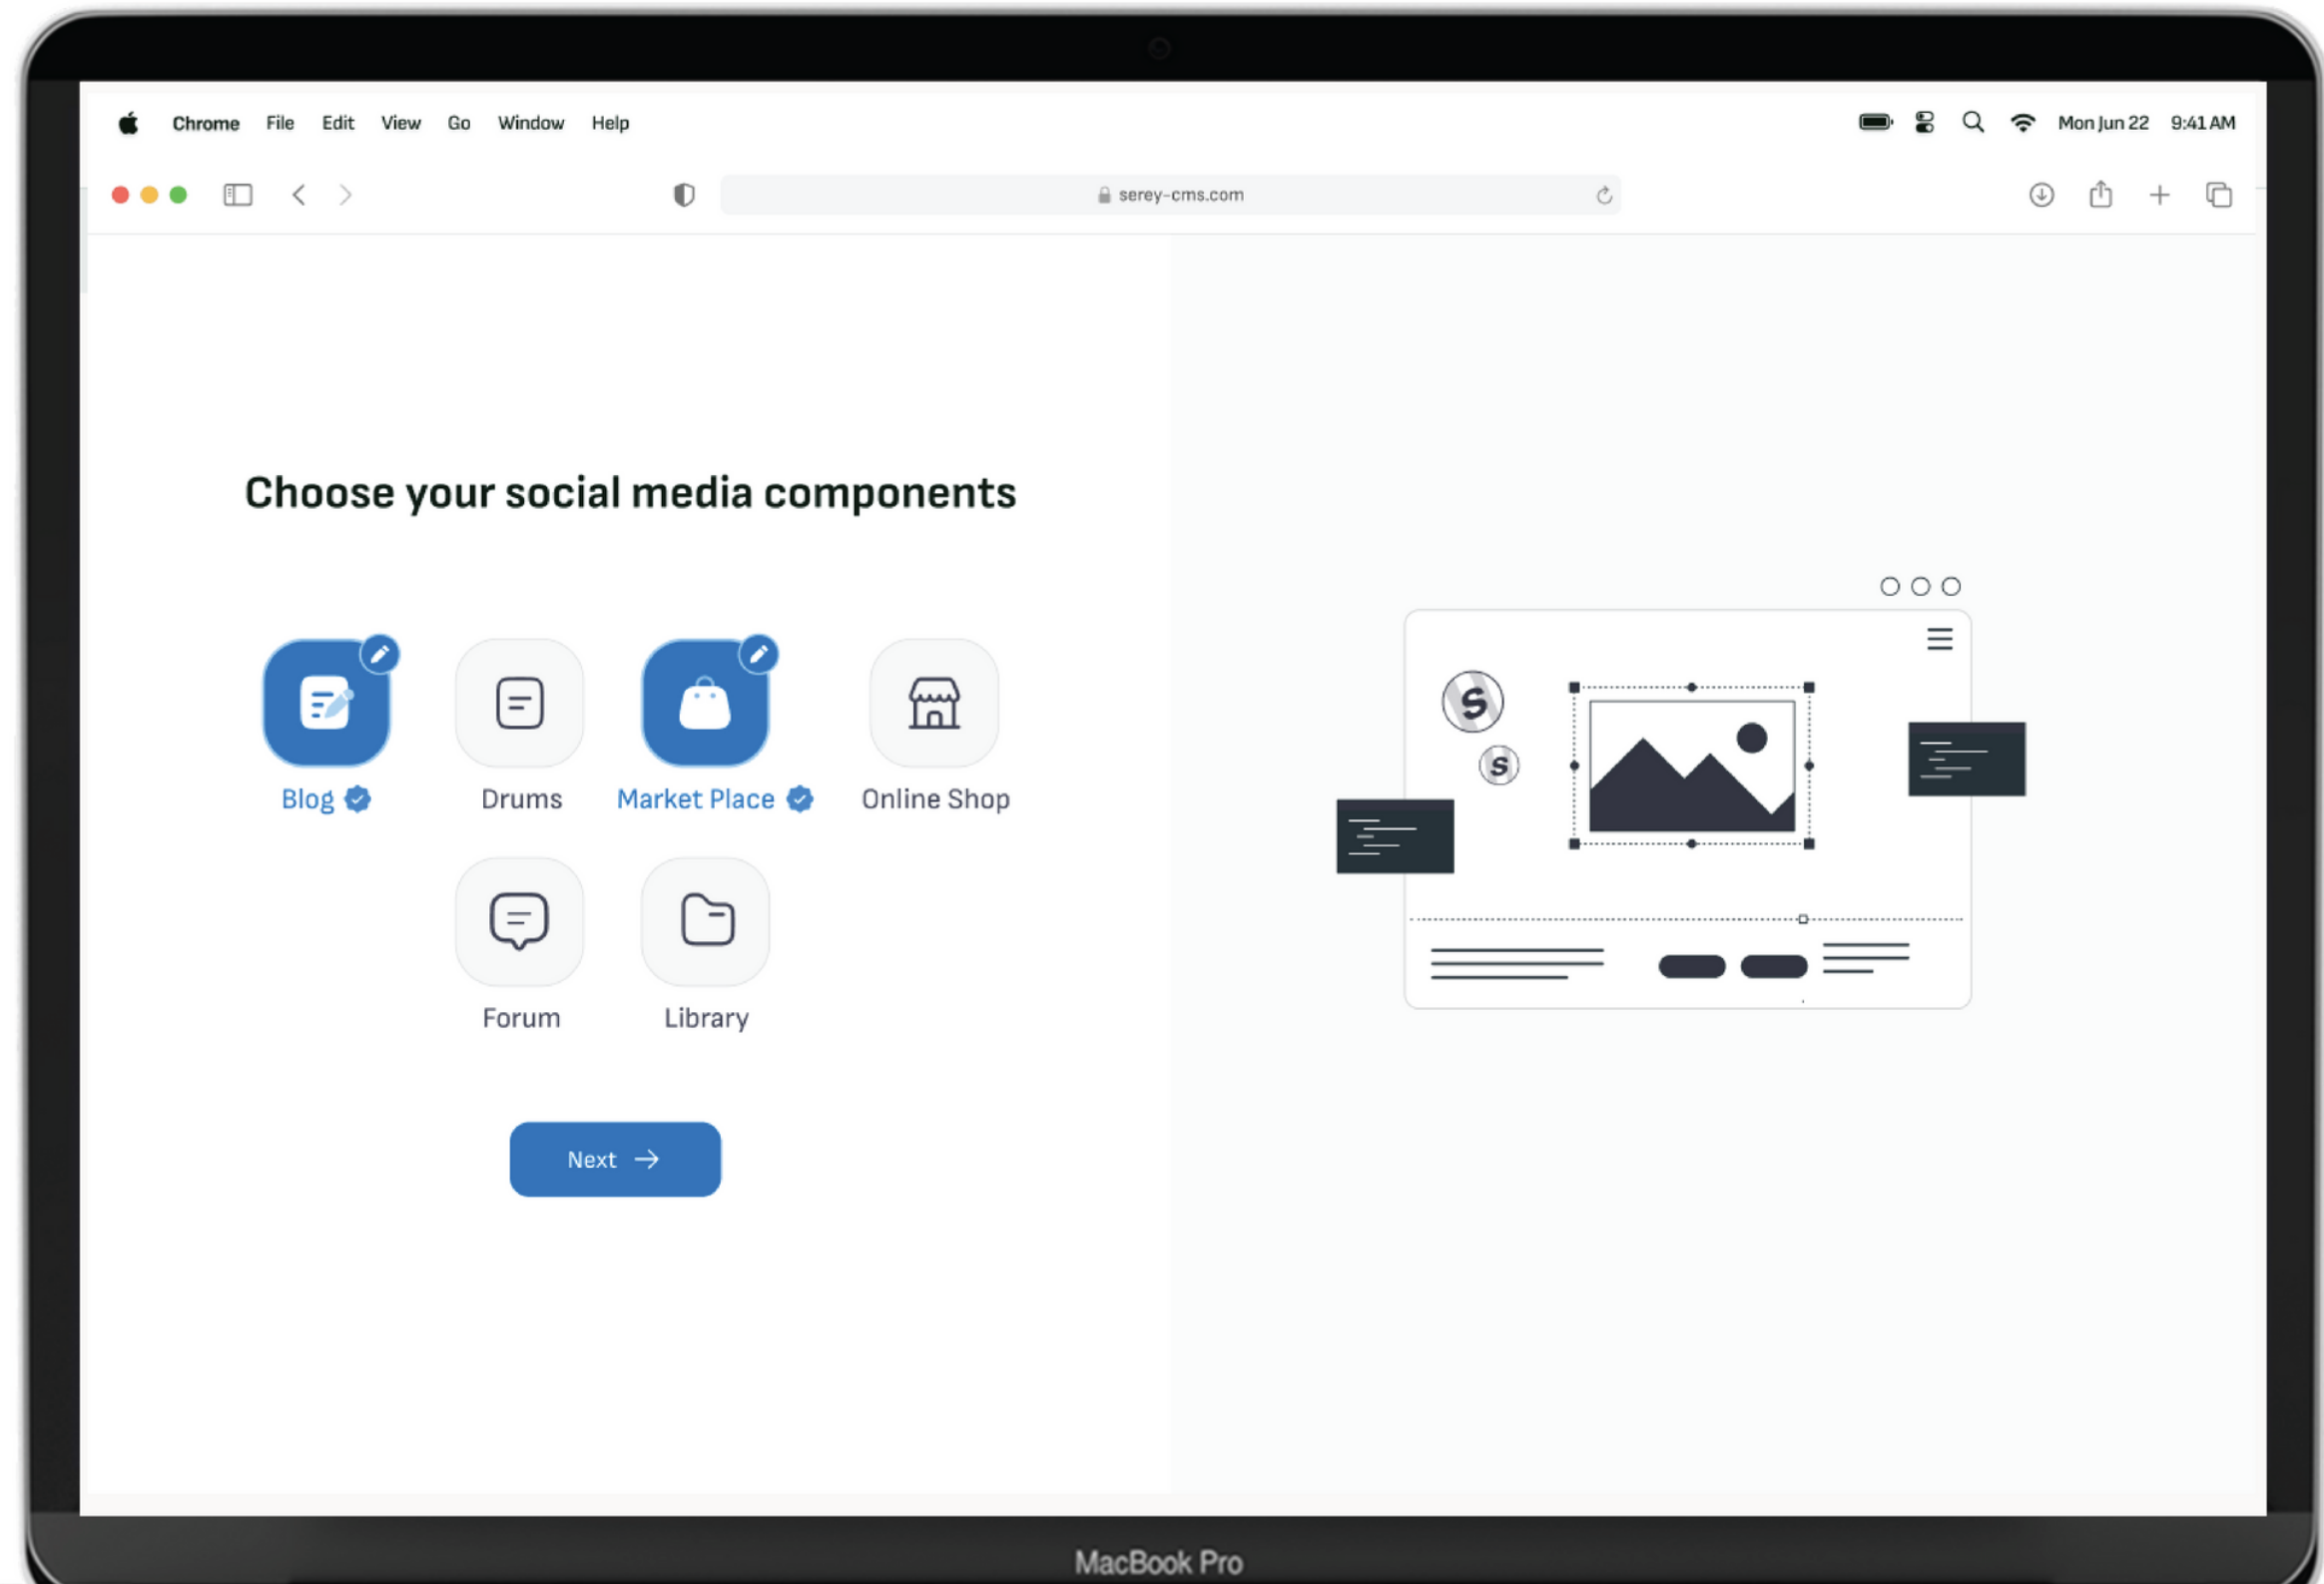 Chrome File Edit View Go Window Help Mon Jun 22 9:41 AM
serey-cms.com
Choose your social media components
Blog Drums Market Place Online Shop
Forum Library
Next
S
S
MacBook Pro